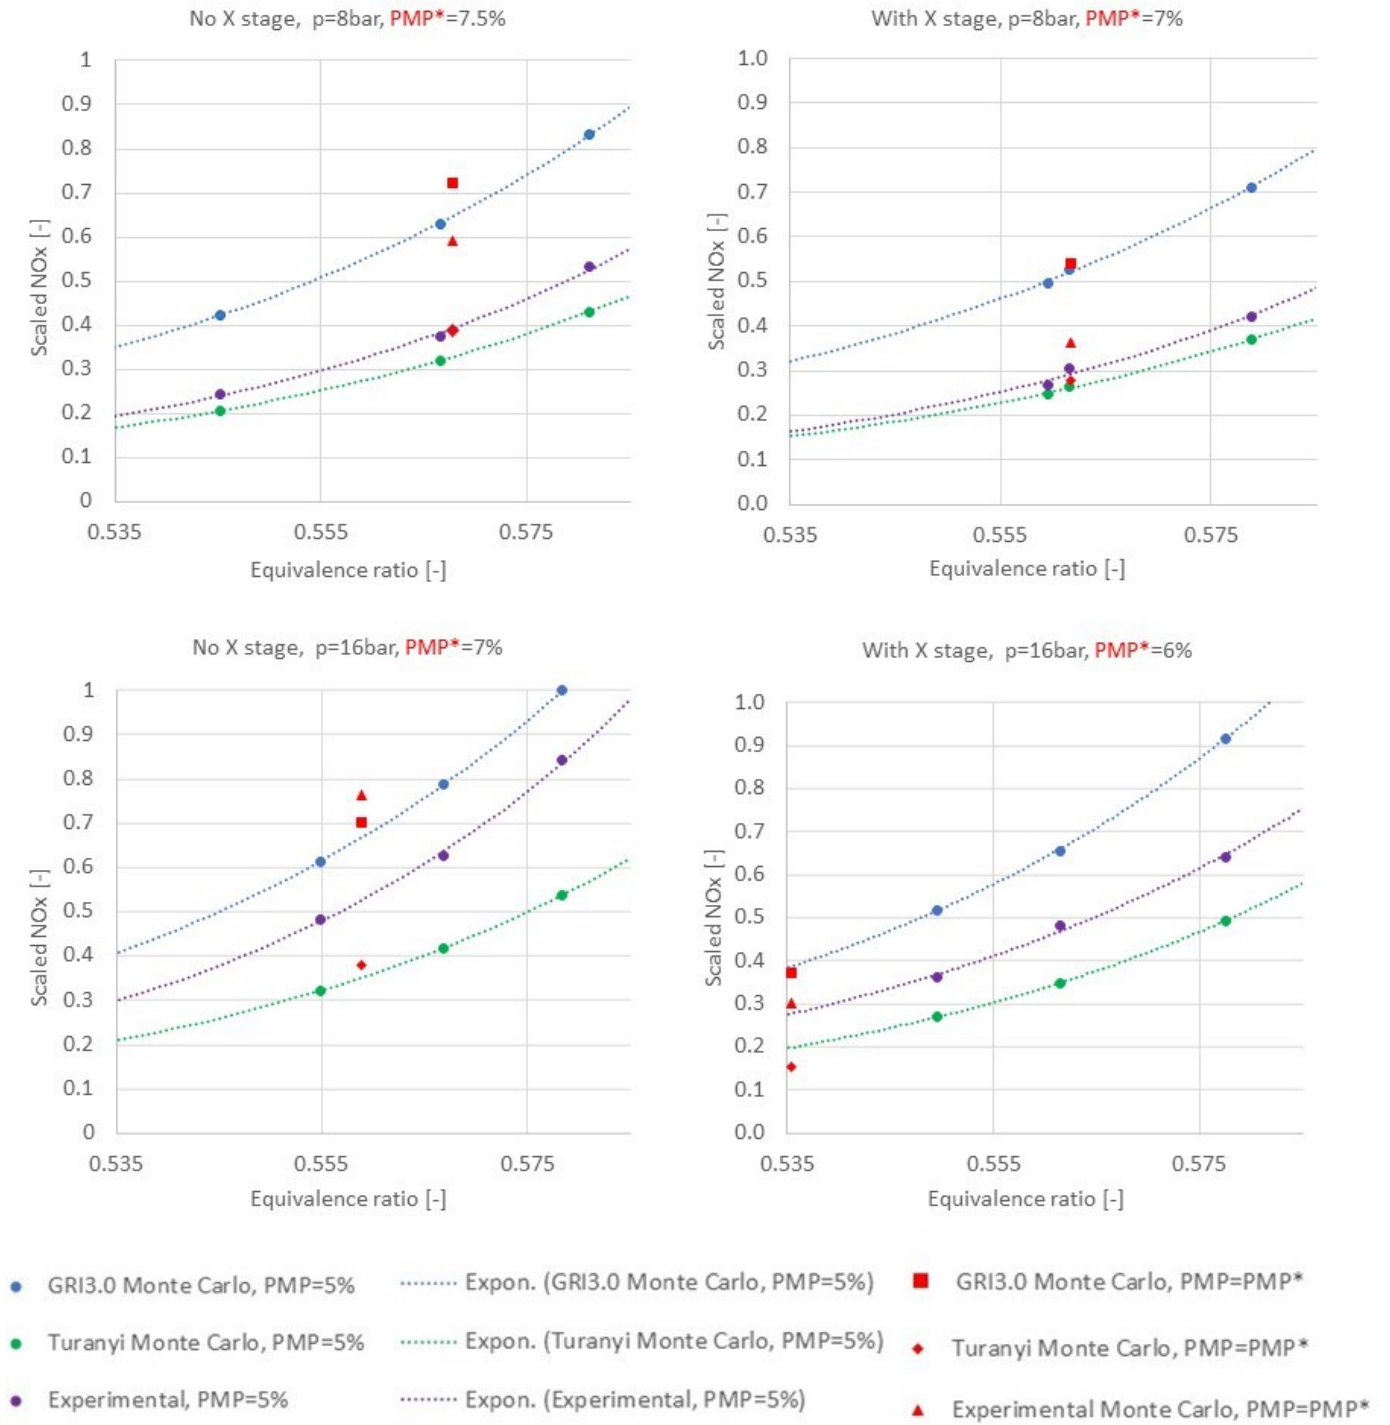 No X stage, p=8bar, PMP*=7.5%
1
0.9
0.8
0.7
0.6
0.5
0.4
0.3
0.2
0.1
0
Scaled NOx [-]
0.535 0.555 0.575
Equivalence ratio [-]
With X stage, p=8bar, PMP*=7%
1.0
0.9
0.8
0.7
0.6
0.5
0.4
0.3
0.2
0.1
0.0
Scaled NOx [-]
0.535 0.555 0.575
Equivalence ratio [-]
No X stage, p=16bar, PMP*=7%
1
0.9
0.8
0.7
0.6
0.5
0.4
0.3
0.2
0.1
0
Scaled NOx [-]
0.535 0.555 0.575
Equivalence ratio [-]
With X stage, p=16bar, PMP*=6%
1.0
0.9
0.8
0.7
0.6
0.5
0.4
0.3
0.2
0.1
0.0
Scaled NOx [-]
0.535 0.555 0.575
Equivalence ratio [-]
GRI3.0 Monte Carlo, PMP=5%
Expon. (GRI3.0 Monte Carlo, PMP=5%)
GRI3.0 Monte Carlo, PMP=PMP*
Turanyi Monte Carlo, PMP=5%
Expon. (Turanyi Monte Carlo, PMP=5%)
Turanyi Monte Carlo, PMP=PMP*
Experimental, PMP=5%
Expon. (Experimental, PMP=5%)
Experimental Monte Carlo, PMP=PMP*